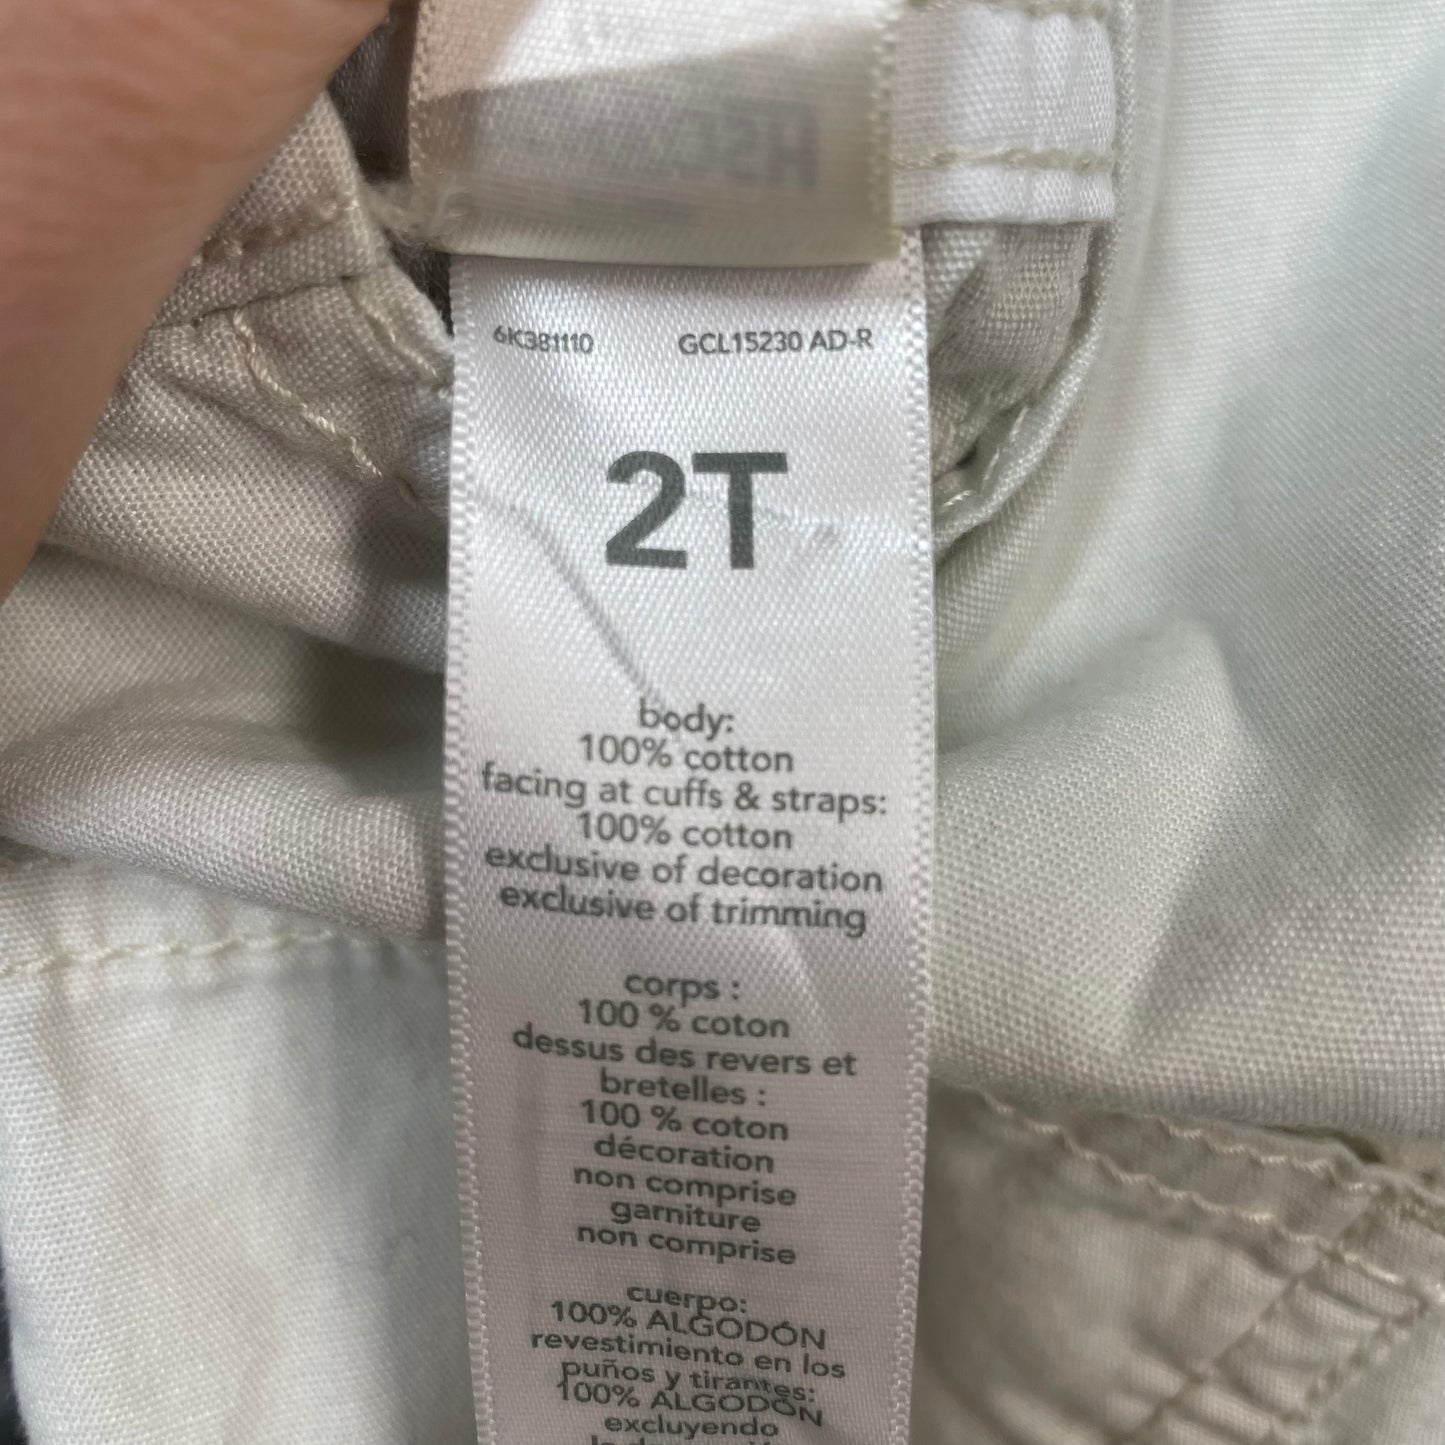 6K381110 GCL15230 AD-R
2T
body:
100% cotton
facing at cuffs & straps:
100% cotton
exclusive of decoration
exclusive of trimming
corps :
100 % coton
dessus des revers et
bretelles :
100 % coton
décoration
non comprise
garniture
non comprise
cuerpo:
100% ALGODÓN
revestimiento en los
puños y tirantes:
100% ALGODÓN
excluyendo